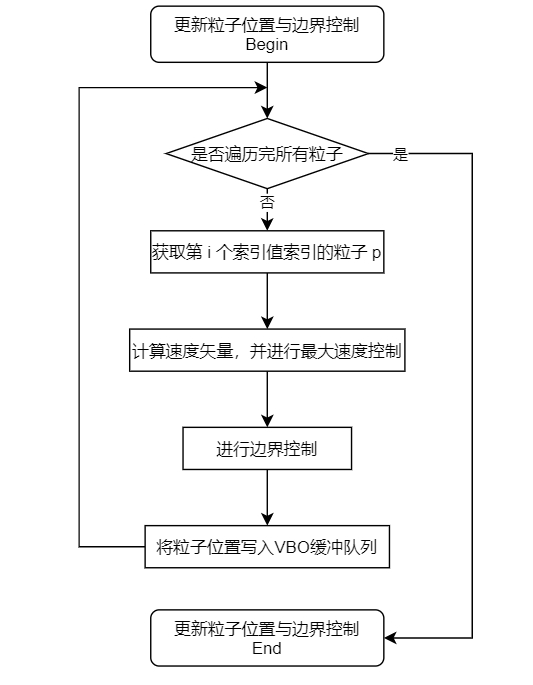 更新粒子位置与边界控制
Begin
是否遍历完所有粒子
是
否
获取第 i 个索引值索引的粒子 p
计算速度矢量，并进行最大速度控制
进行边界控制
将粒子位置写入VBO缓冲队列
更新粒子位置与边界控制
End